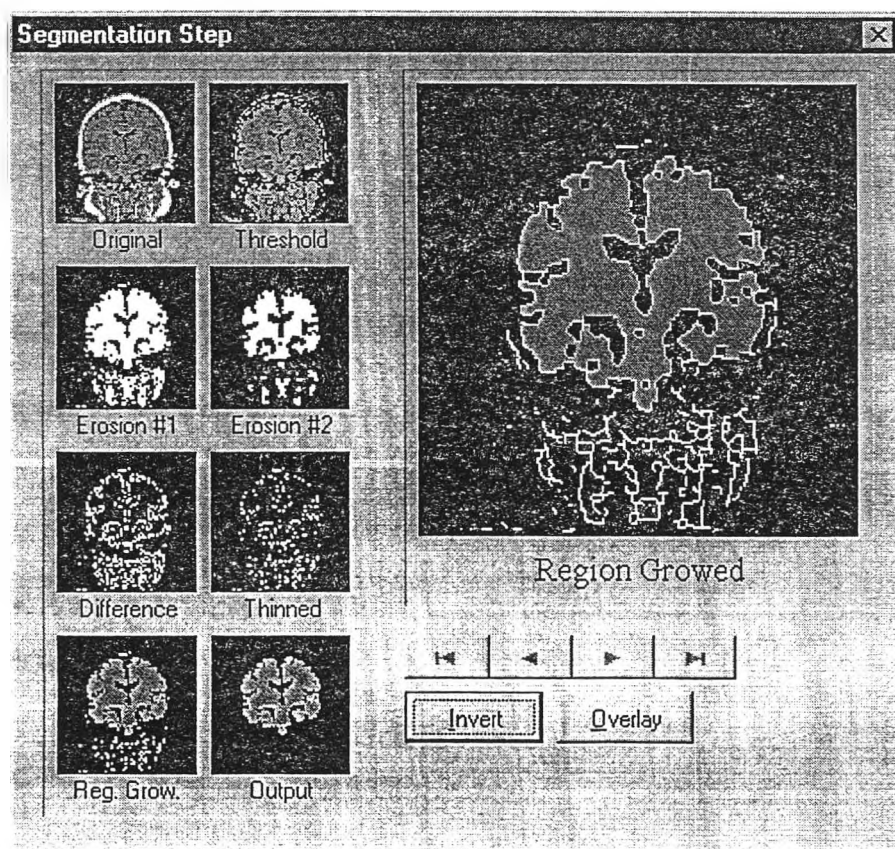 Segmentation Step
Original Threshold
Erosion #1 Erosion #2
Difference Thinned
Reg. Grow. Output
Region Growed
Invert Overlay